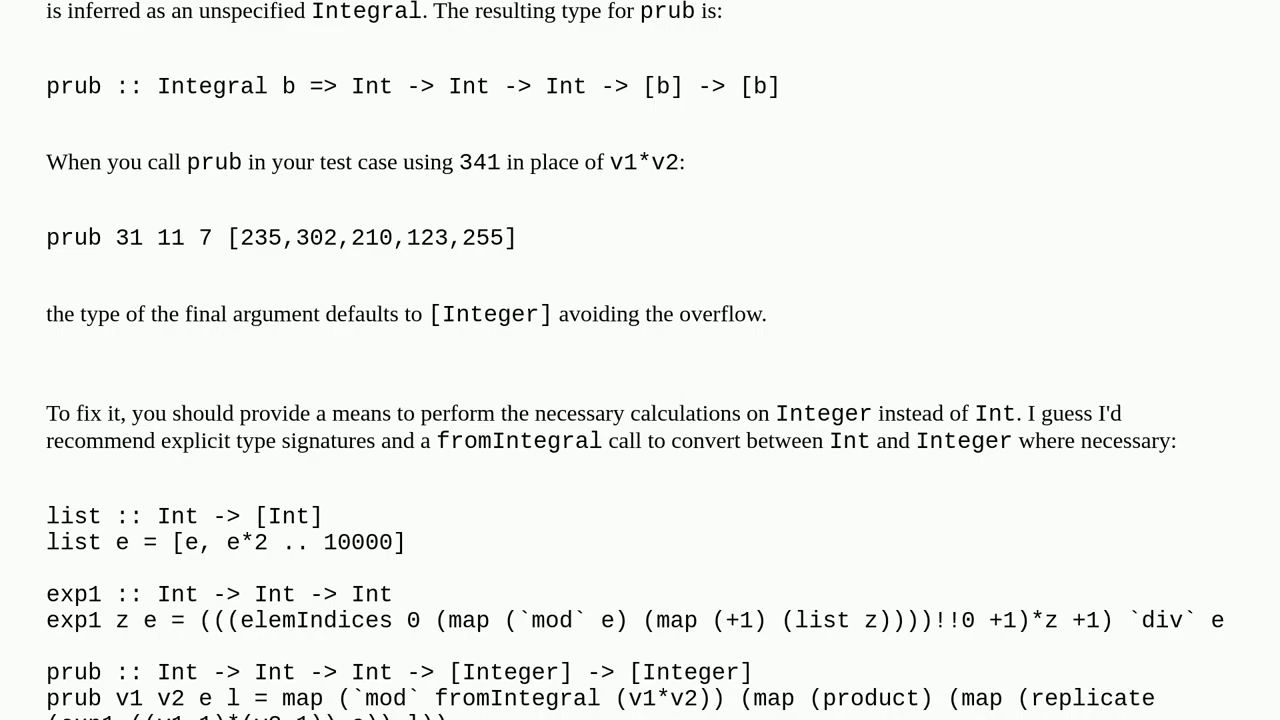 is inferred as an unspecified Integral. The resulting type for prub is:
prub :: Integral b => Int -> Int -> Int -> [b] -> [b]
When you call prub in your test case using 341 in place of v1*v2:
prub 31 11 7 [235,302,210,123,255]
the type of the final argument defaults to [Integer] avoiding the overflow.
To fix it, you should provide a means to perform the necessary calculations on Integer instead of Int. I guess I'd
recommend explicit type signatures and a fromIntegral call to convert between Int and Integer where necessary:
list :: Int -> [Int]
list e = [e, e*2 .. 10000]
exp1 :: Int -> Int -> Int
exp1 z e = (((elemIndices 0 (map (`mod` e) (map (+1) (list z))))!!0 +1)*z +1) `div` e
prub :: Int -> Int -> Int -> [Integer] -> [Integer]
prub v1 v2 e l = map (`mod` fromIntegral (v1*v2)) (map (product) (map (replicate